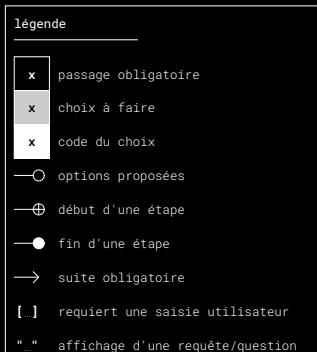 légende
x passage obligatoire
x choix à faire
x code du choix
options proposées
début d'une étape
fin d'une étape
suite obligatoire
[…] requiert une saisie utilisateur
"…" affichage d'une requête/question